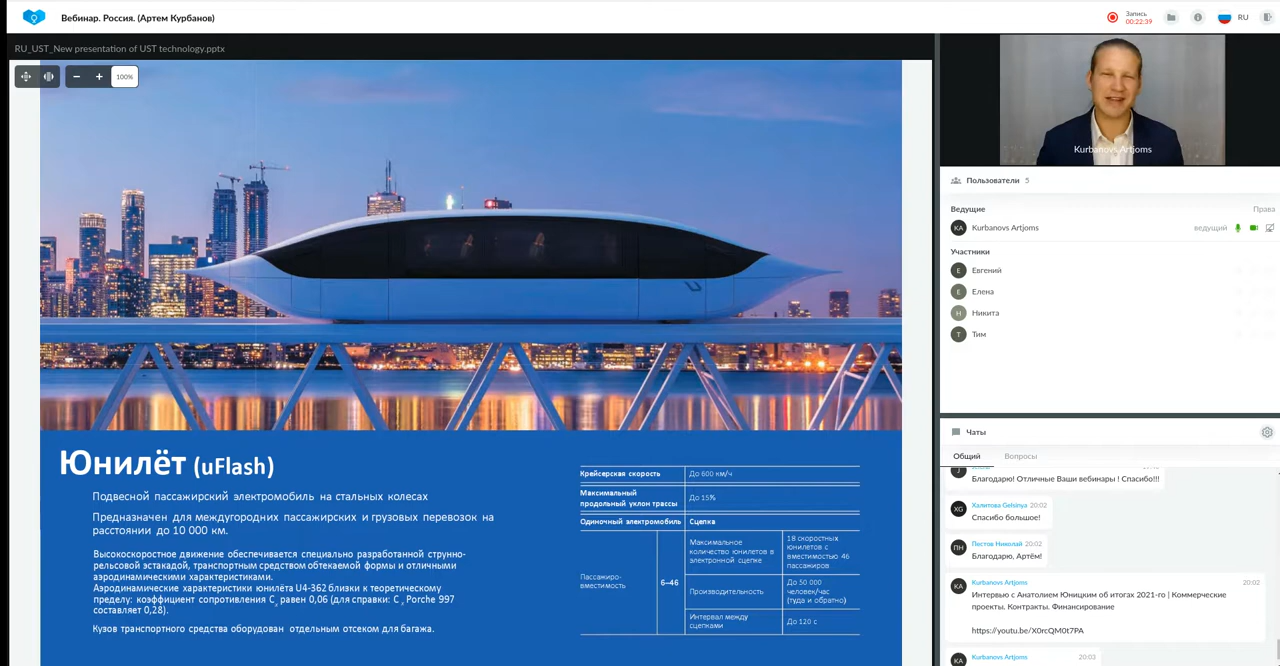 Вебинар. Россия. (Артем Курбанов)
Запись
00:22:39
RU
RU_UST_New presentation of UST technology.pptx
100%
Юнилёт (uFlash)
Подвесной пассажирский электромобиль на стальных колесах
Предназначен для междугородних пассажирских и грузовых перевозок на
расстоянии до 10 000 км.
Высокоскоростное движение обеспечивается специально разработанной струнно-
рельсовой эстакадой, транспортным средством обтекаемой формы и отличными
аэродинамическими характеристиками.
Аэродинамические характеристики юнилёта U4-362 близки к теоретическому
пределу: коэффициент сопротивления Cx равен 0,06 (для справки: Cx Porche 997
составляет 0,28).
Кузов транспортного средства оборудован отдельным отсеком для багажа.
Крейсерская скорость До 600 км/ч
Максимальный
продольный уклон трассы До 15%
Одиночный электромобиль Сцепка
Пассажиро-
вместимость
6–46
Максимальное
количество юнилетов в
электронной сцепке
18 скоростных
юнилетов с
вместимостью 46
пассажиров
Производительность
До 50 000
человек/час
(туда и обратно)
Интервал между
сцепками
До 120 с
Kurbanovs Artjoms
Пользователи 5
Ведущие Права
KA Kurbanovs Artjoms ведущий
Участники
Е Евгений
Е Елена
Н Никита
Т Тим
Чаты
Общий Вопросы
Благодарю! Отличные Ваши вебинары ! Спасибо!!!
XG Халитова Gelsinya 20:02
Спасибо большое!
ПН Постов Николай 20:02
Благодарю, Артём!
KA Kurbanovs Artjoms 20:02
Интервью с Анатолием Юницким об итогах 2021-го | Коммерческие
проекты. Контракты. Финансирование
https://youtu.be/X0rcQM0t7PA
KA Kurbanovs Artjoms 20:03